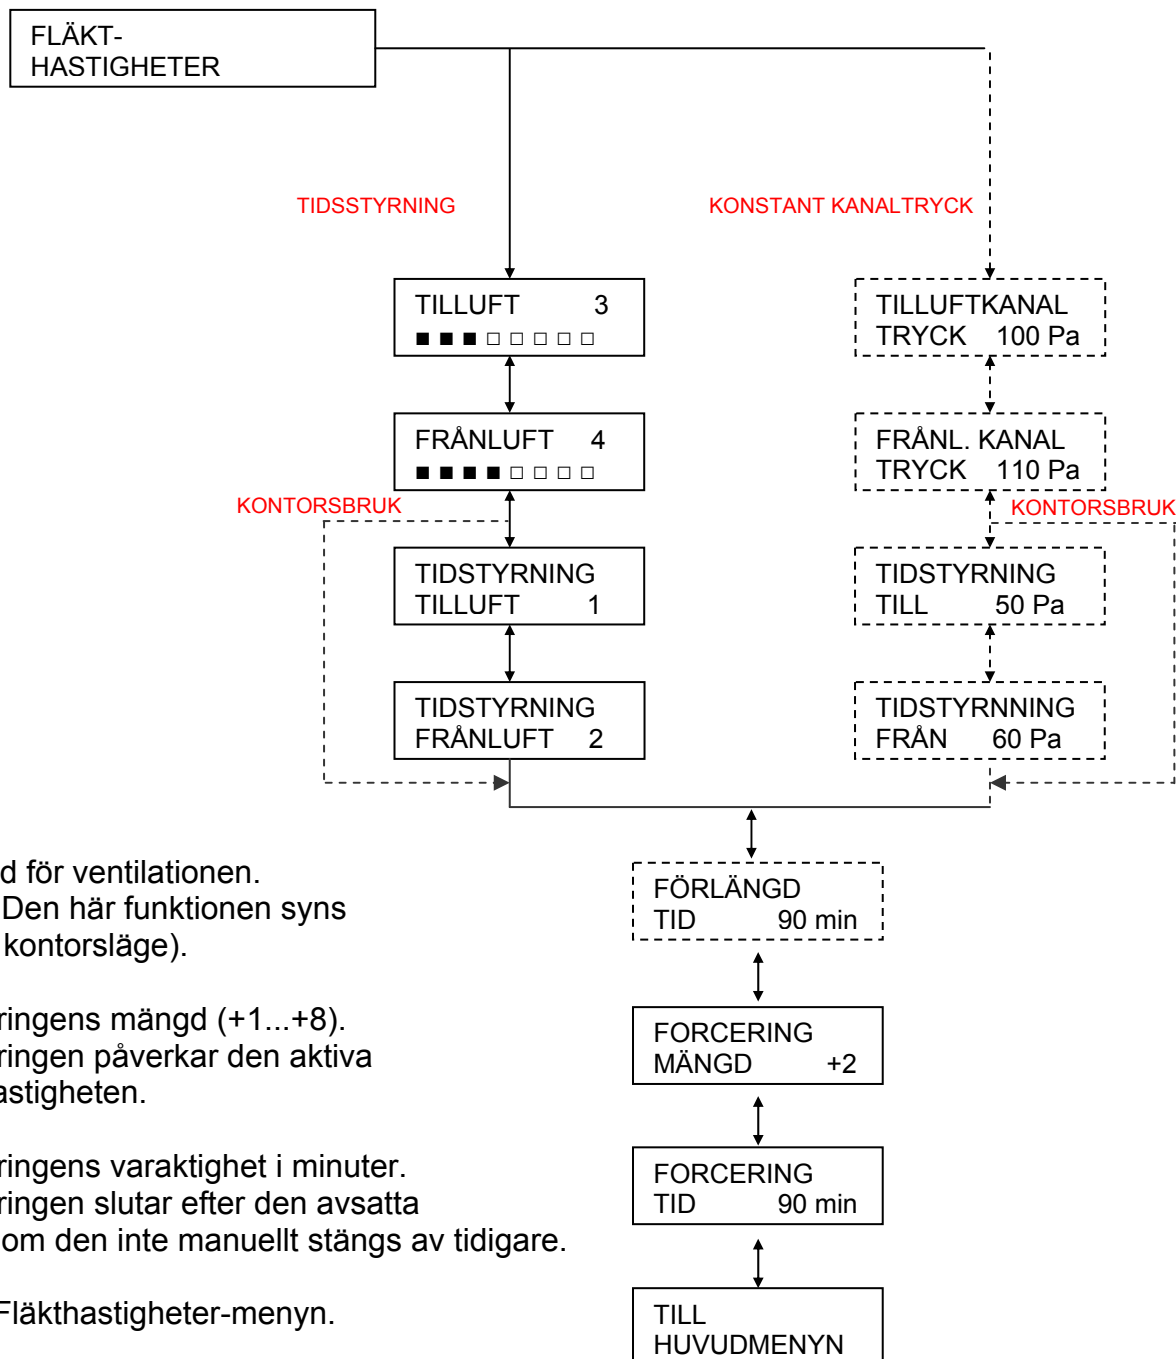 FLÄKT-
HASTIGHETER
TIDSSTYRNING
KONSTANT KANALTRYCK
TILLUFT 3
■ ■ ■ □ □ □ □ □
TILLUFTKANAL
TRYCK 100 Pa
FRÅNLUFT 4
■ ■ ■ ■ □ □ □ □
FRÅNL. KANAL
TRYCK 110 Pa
KONTORSBRUK
KONTORSBRUK
TIDSTYRNING
TILLUFT 1
TIDSTYRNING
TILL 50 Pa
TIDSTYRNING
FRÅNLUFT 2
TIDSTYRNNING
FRÅN 60 Pa
d för ventilationen.
Den här funktionen syns
kontorsläge).
FÖRLÄNGD
TID 90 min
ringens mängd (+1...+8).
ringen påverkar den aktiva
astigheten.
FORCERING
MÄNGD +2
ringens varaktighet i minuter.
ringen slutar efter den avsatta
om den inte manuellt stängs av tidigare.
FORCERING
TID 90 min
Fläkthastigheter-menyn.
TILL
HUVUDMENYN